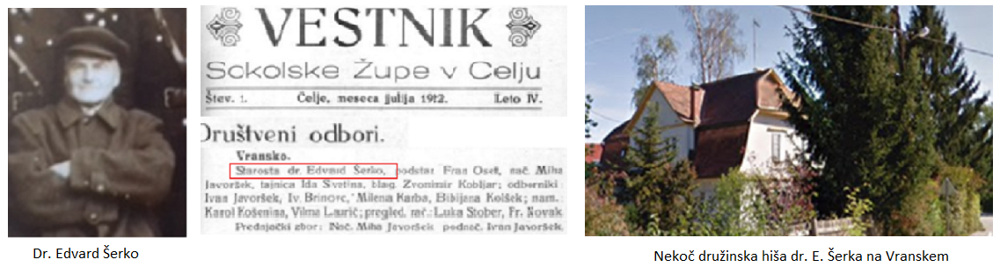 VESTNIK
Sokolske Župe v Celju
Štev. 1. Celje, meseca julija 1912. Leto IV.
Društveni odbori.
Vransko.
Starosta dr. Edvard Šerko, podstar. Fran Oset, nač. Miha
Javoršek, tajnica Ida Svetina, blag. Zvonimir Kobljar; odborniki
Ivan Javoršek, Iv. Brinovc, Milena Karba, Bibijana Kolšek; nam.:
Karol Košenina, Vilma Laurič; pregled. rač.: Luka Stober, Fr. Novak.
Prednjački zbor: Nač. Miha Javoršek podnač. Ivan Javoršek.
Dr. Edvard Šerko
Nekoč družinska hiša dr. E. Šerka na Vranskem